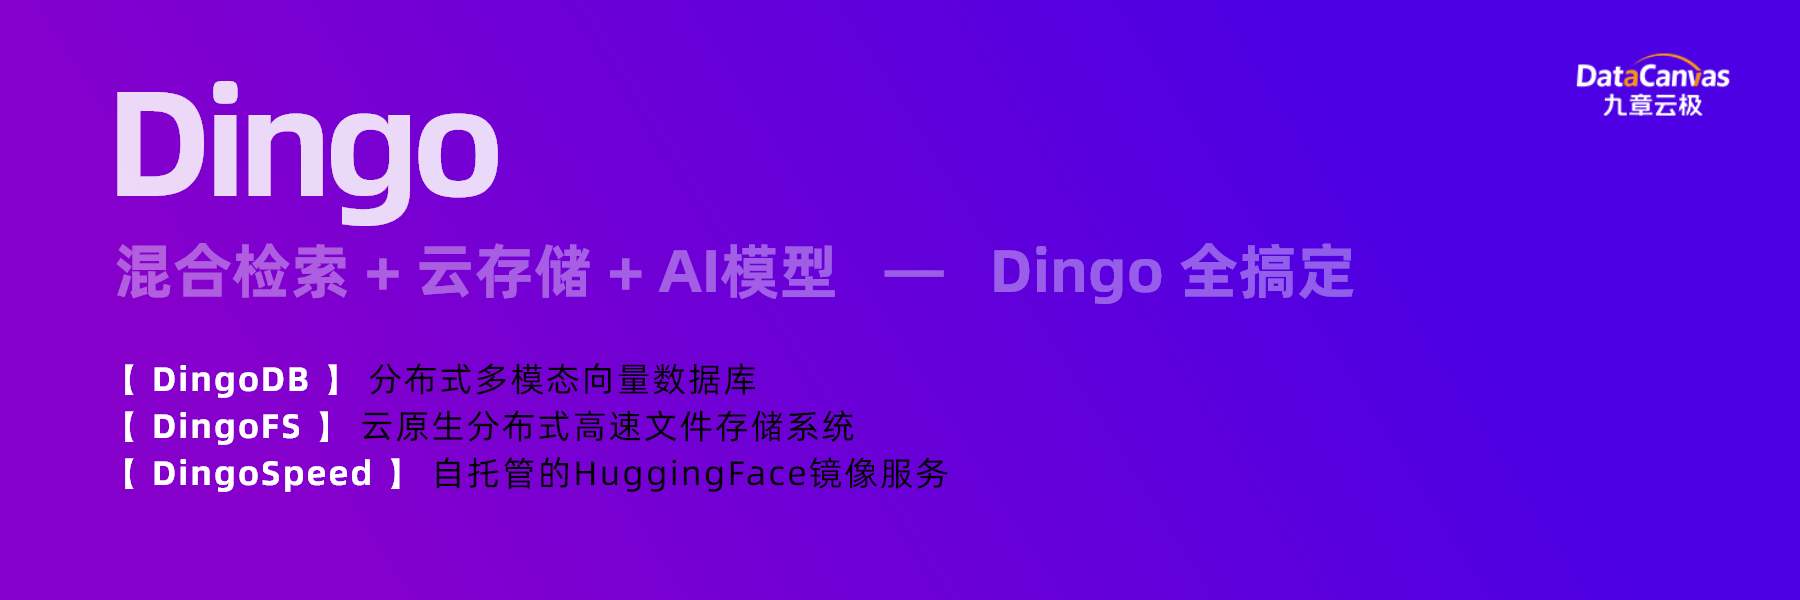 DataCanvas
九章云极
Dingo
混合检索 + 云存储 + AI模型 — Dingo 全搞定
【 DingoDB 】 分布式多模态向量数据库
【 DingoFS 】 云原生分布式高速文件存储系统
【 DingoSpeed 】 自托管的HuggingFace镜像服务